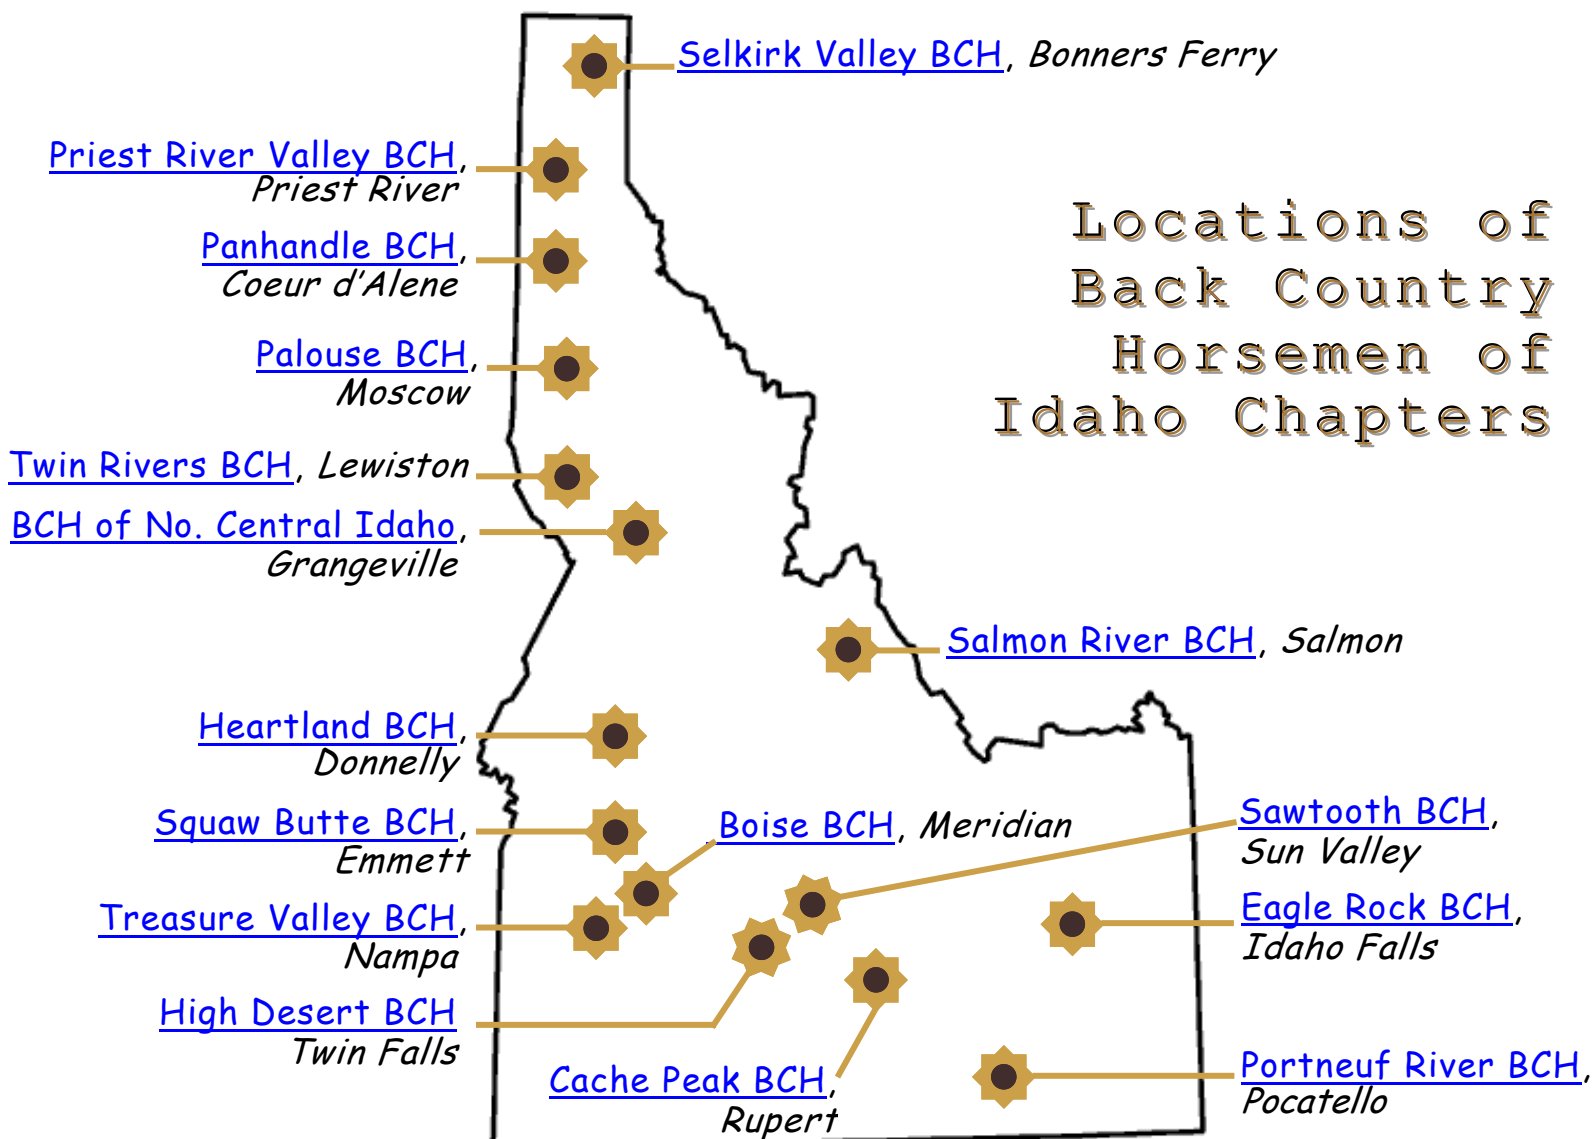 Selkirk Valley BCH, Bonners Ferry
Priest River Valley BCH,
Priest River
Locations of
Back Country
Horsemen of
Idaho Chapters
Panhandle BCH,
Coeur d'Alene
Palouse BCH,
Moscow
Twin Rivers BCH, Lewiston
BCH of No. Central Idaho,
Grangeville
Salmon River BCH, Salmon
Heartland BCH,
Donnelly
Squaw Butte BCH,
Emmett
Boise BCH, Meridian
Sawtooth BCH,
Sun Valley
Treasure Valley BCH,
Nampa
Eagle Rock BCH,
Idaho Falls
High Desert BCH
Twin Falls
Cache Peak BCH,
Rupert
Portneuf River BCH,
Pocatello